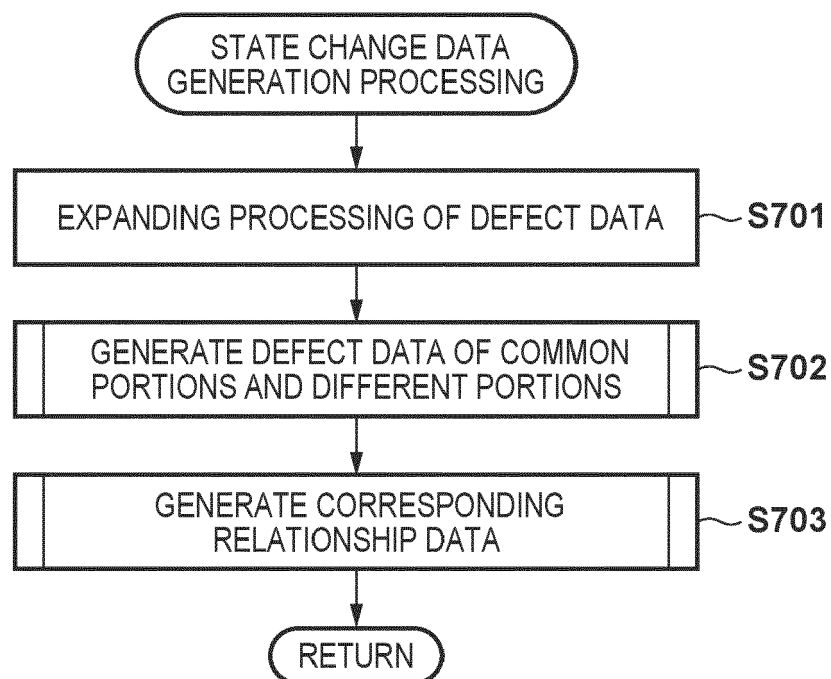 STATE CHANGE DATA
GENERATION PROCESSING
EXPANDING PROCESSING OF DEFECT DATA
S701
GENERATE DEFECT DATA OF COMMON
PORTIONS AND DIFFERENT PORTIONS
S702
GENERATE CORRESPONDING
RELATIONSHIP DATA
S703
RETURN